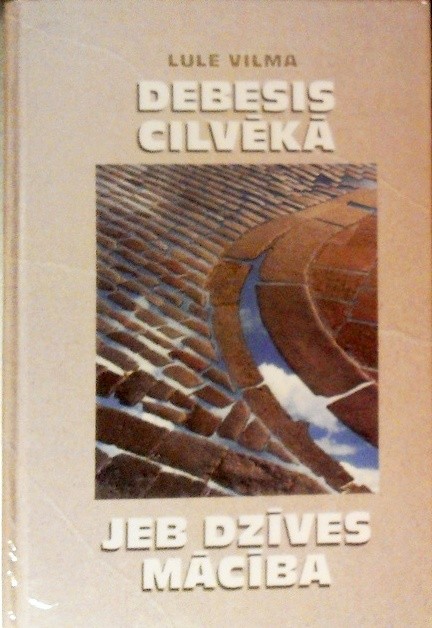 LULE VILMA
DEBESIS
CILVĒKĀ
JEB DZĪVES
MĀCĪBA